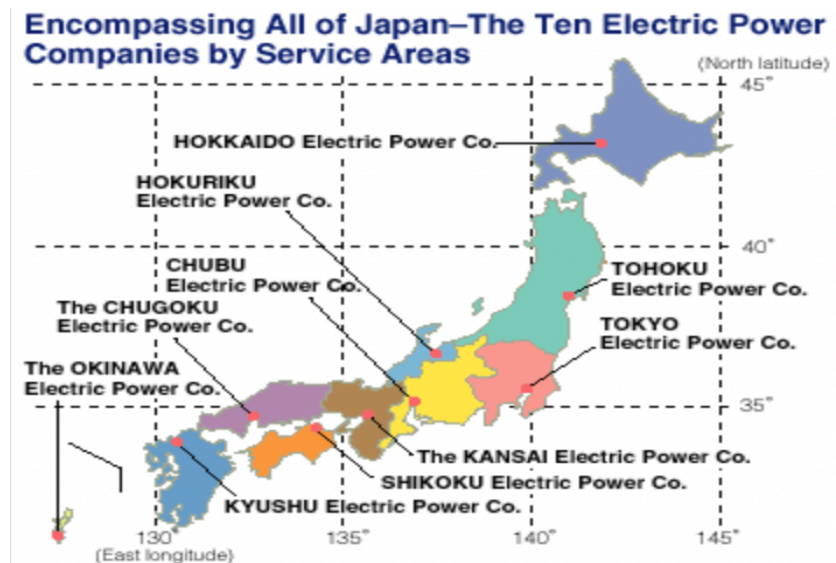 Encompassing All of Japan–The Ten Electric Power
Companies by Service Areas
(North latitude)
45°
HOKKAIDO Electric Power Co.
HOKURIKU
Electric Power Co.
40°
CHUBU
Electric Power Co.
TOHOKU
Electric Power Co.
The CHUGOKU
Electric Power Co.
TOKYO
Electric Power Co.
The OKINAWA
Electric Power Co.
35°
The KANSAI Electric Power Co.
SHIKOKU Electric Power Co.
KYUSHU Electric Power Co.
130° 135° 140° 145°
(East longitude)